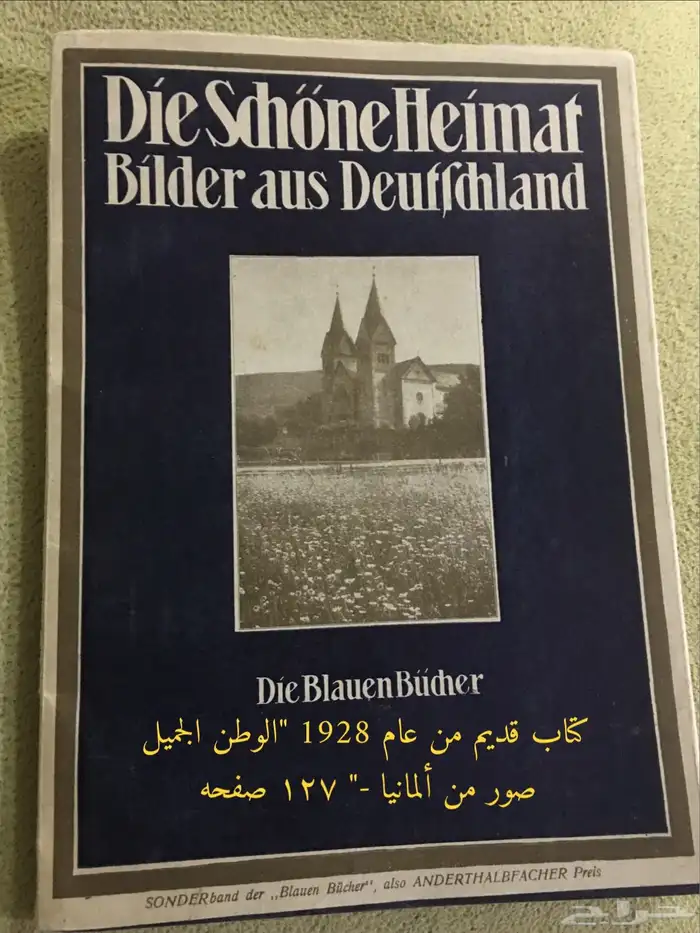 Die Schöne Heimat
Bilder aus Deutschland
Die Blauen Bücher
كتاب قديم من عام 1928 "الوطن الجميل
صور من ألمانيا -" ١٢٧ صفحه
SONDERband der „Blauen Bücher“, also ANDERTHALBFACHER Preis
حراج